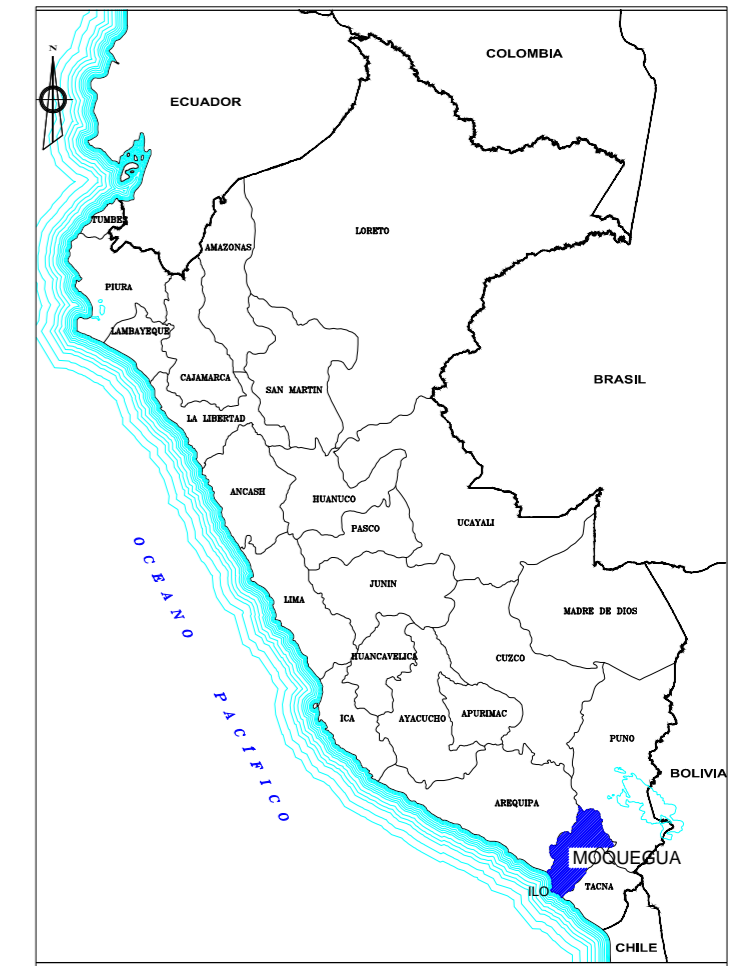 N
COLOMBIA
ECUADOR
TUMBES
AMAZONAS
LORETO
PIURA
LAMBAYEQUE
BRASIL
CAJAMARCA
SAN MARTIN
LA LIBERTAD
ANCASH
HUANUCO
UCAYALI
PASCO
OCEANO PACIFICO
LIMA
JUNIN
MADRE DE DIOS
HUANCAVELICA
CUZCO
ICA
AYACUCHO
APURIMAC
PUNO
BOLIVIA
AREQUIPA
MOQUEGUA
ILO
TACNA
CHILE